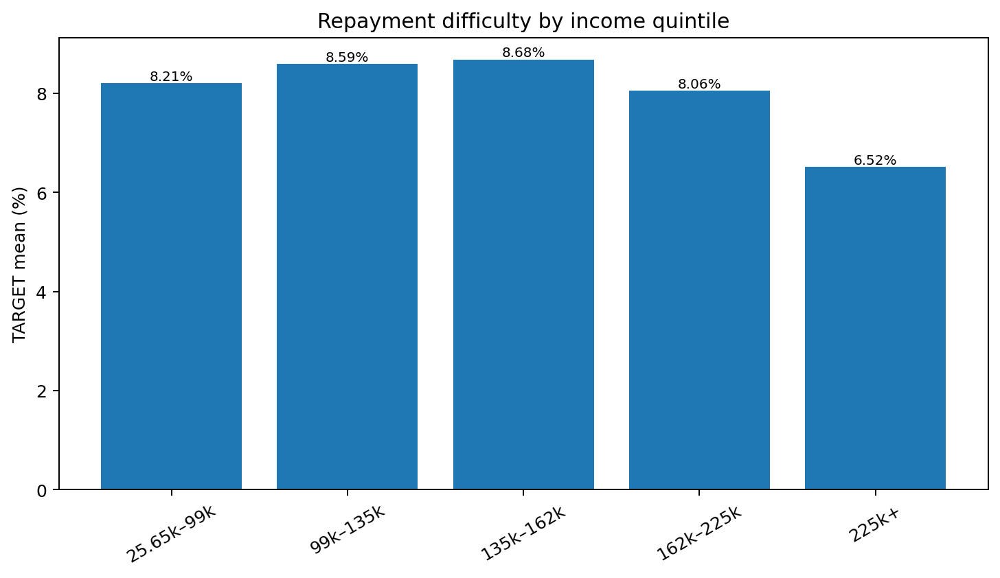 Repayment difficulty by income quintile
TARGET mean (%)
8
6
4
2
0
8.21%
8.59%
8.68%
8.06%
6.52%
25.65k–99k
99k–135k
135k–162k
162k–225k
225k+